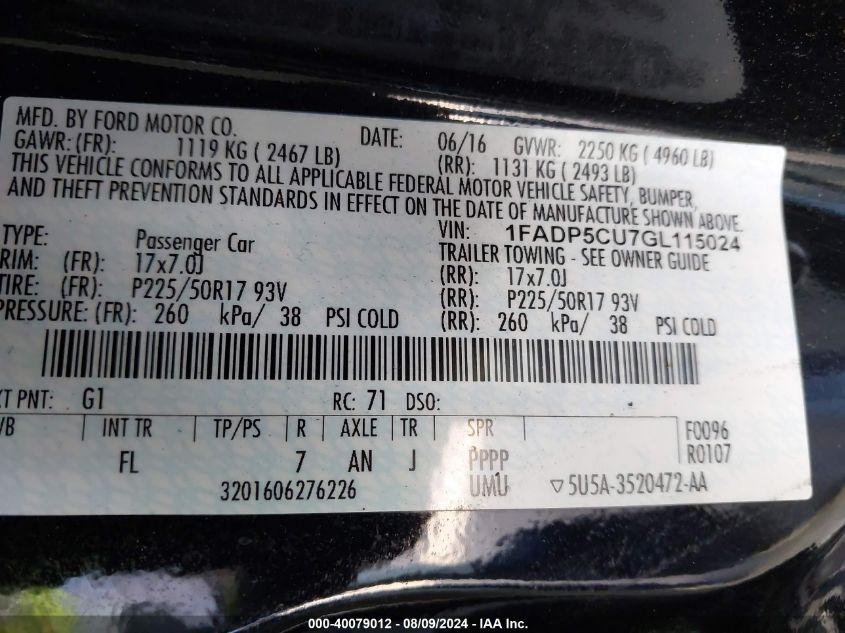 MFD. BY FORD MOTOR CO. DATE: 06/16 GVWR: 2250 KG ( 4960 LB)
GAWR: (FR): 1119 KG ( 2467 LB) (RR): 1131 KG ( 2493 LB)
THIS VEHICLE CONFORMS TO ALL APPLICABLE FEDERAL MOTOR VEHICLE SAFETY, BUMPER,
AND THEFT PREVENTION STANDARDS IN EFFECT ON THE DATE OF MANUFACTURE SHOWN ABOVE.
VIN: 1FADP5CU7GL115024
TYPE: Passenger Car TRAILER TOWING - SEE OWNER GUIDE
RIM: (FR): 17x7.0J (RR): 17x7.0J
TIRE: (FR): P225/50R17 93V (RR): P225/50R17 93V
PRESSURE: (FR): 260 kPa/ 38 PSI COLD (RR): 260 kPa/ 38 PSI COLD
XT PNT: G1 RC: 71 DSO:
WB INT TR TP/PS R AXLE TR SPR F0096
FL 7 AN J PPPP R0107
3201606276226 UMU ▽5U5A-3520472-AA
000-40079012 - 08/09/2024 - IAA Inc.